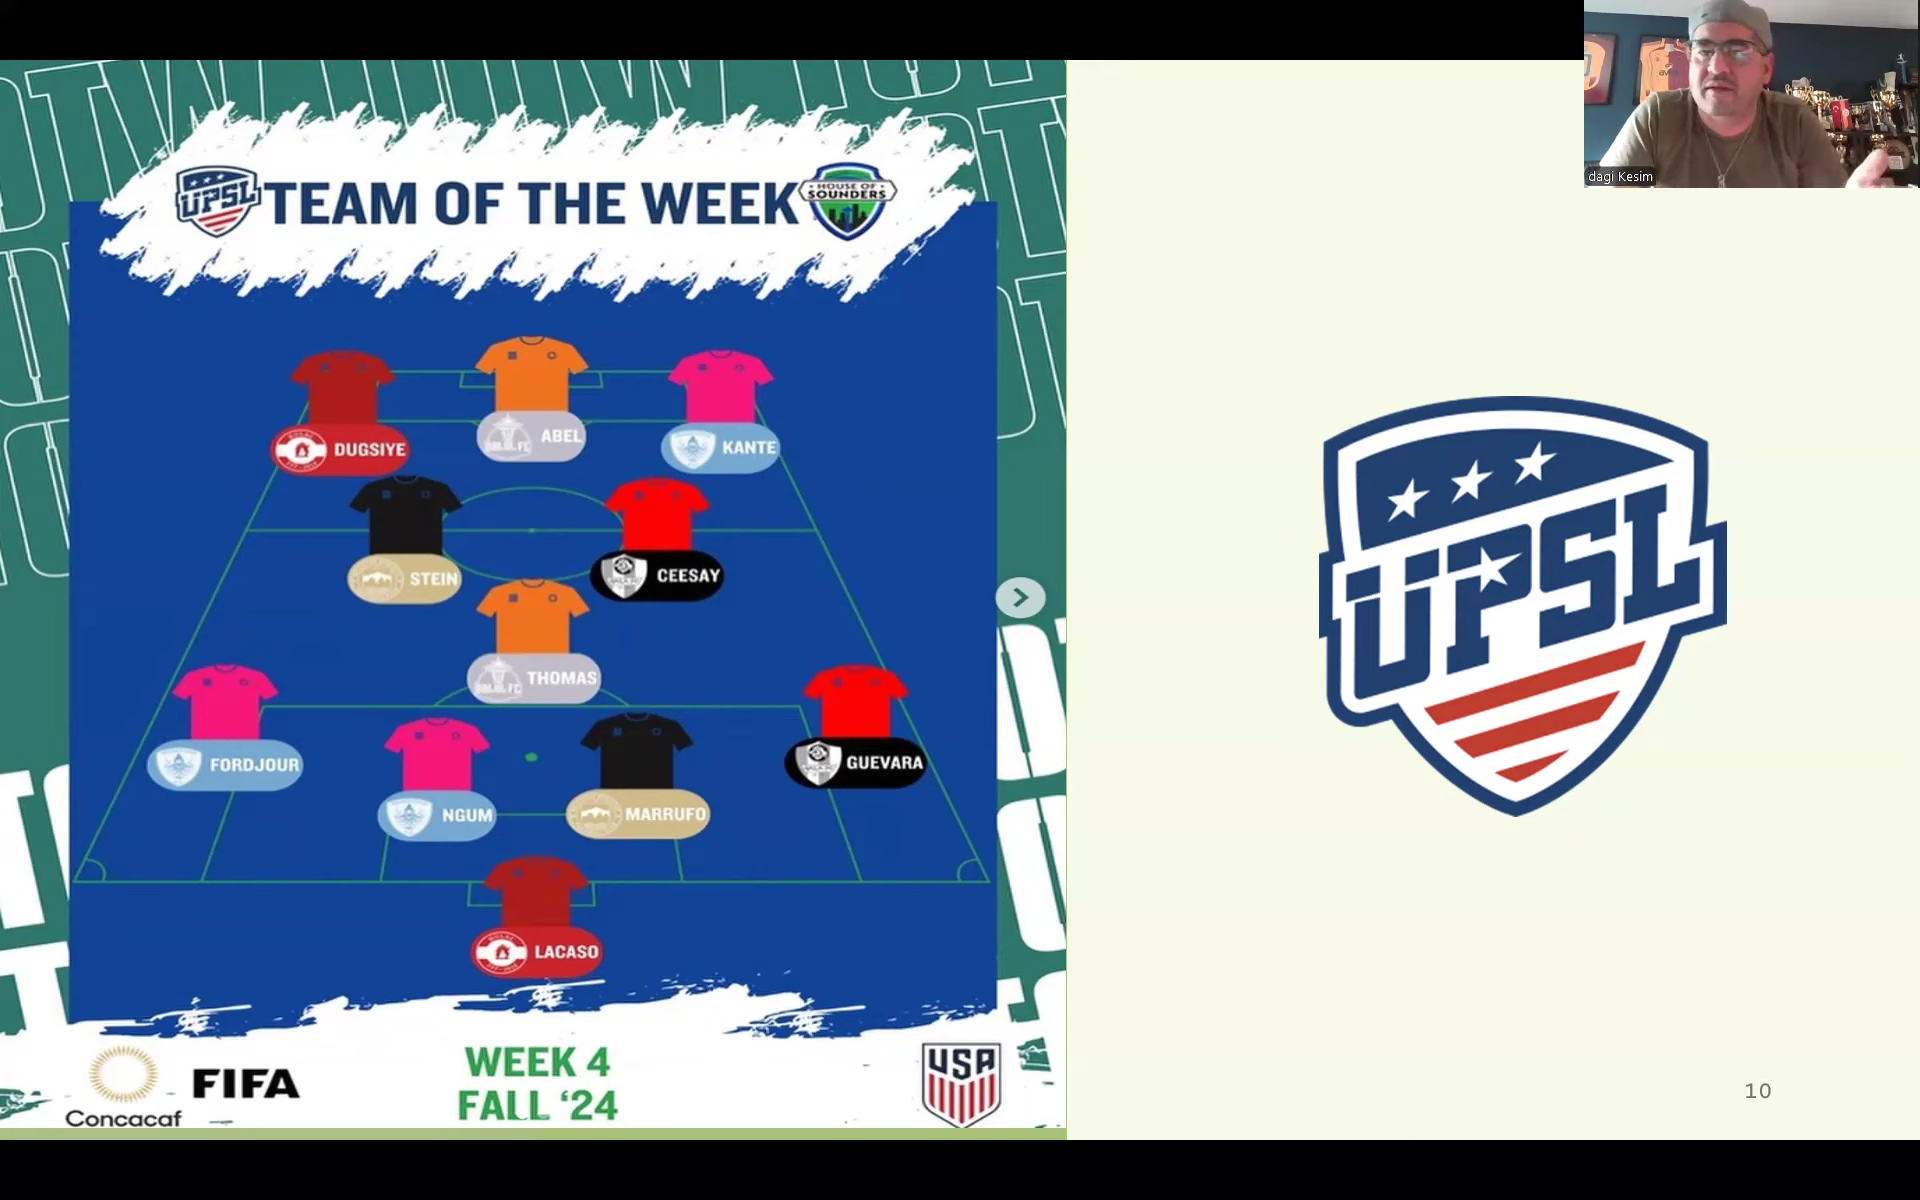 UPSL
TEAM OF THE WEEK
HOUSE OF
SOUNDERS
DUGSIYE
ABEL
KANTE
STEIN
CEESAY
THOMAS
FORDJOUR
NGUM
MARRUFO
GUEVARA
LACASO
Concacaf
FIFA
WEEK 4
FALL ‘24
USA
UPSL
dagi Kesim
10